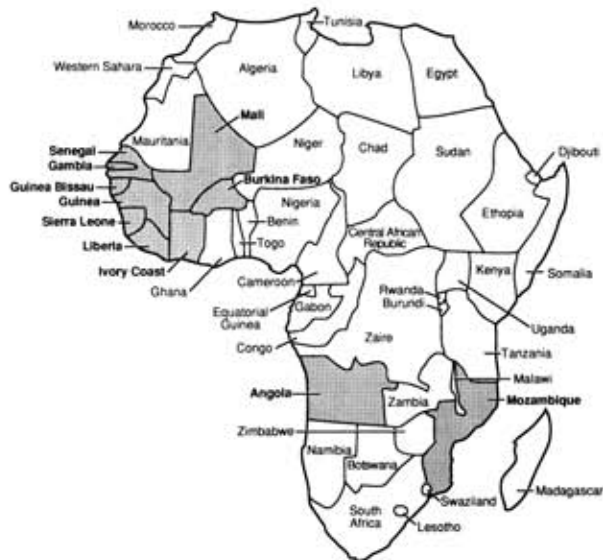 Morocco
Tunisia
Western Sahara
Algeria
Libya
Egypt
Mali
Mauritania
Senegal
Gambia
Niger
Chad
Sudan
Djibouti
Guinea Bissau
Burkina Faso
Guinea
Nigeria
Ethopia
Sierra Leone
Benin
Central African
Republic
Liberia
Togo
Ivory Coast
Ghana
Cameroon
Kenya
Somalia
Equatorial
Guinea
Gabon
Rwanda
Burundi
Uganda
Congo
Zaire
Tanzania
Malawi
Angola
Zambia
Mozambique
Zimbabwe
Namibia
Botswana
Swaziland
Madagascar
South
Africa
Lesotho